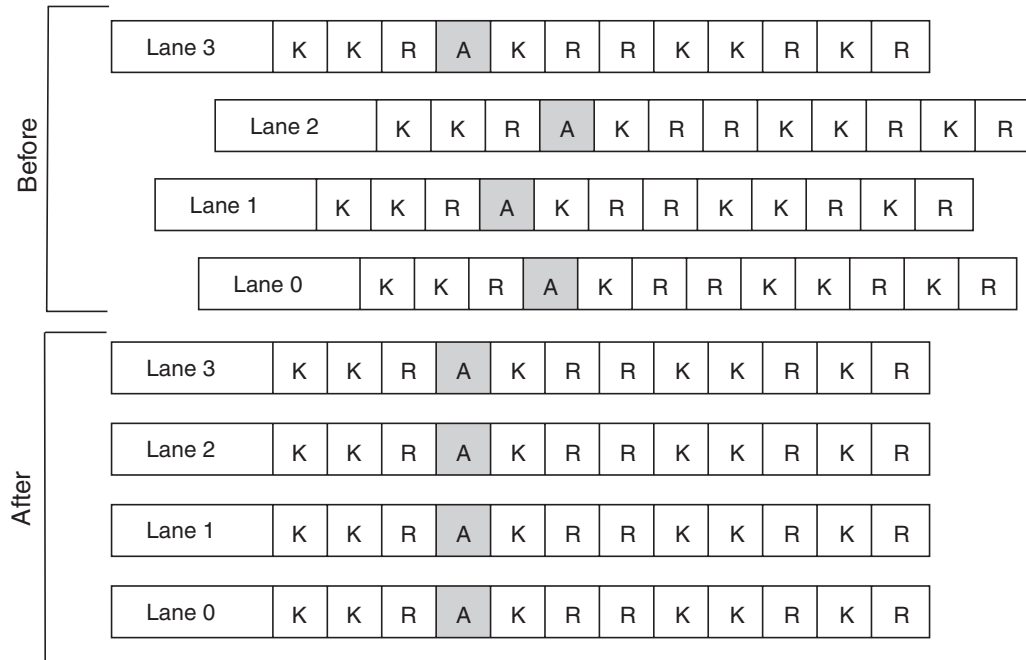 Before
Lane 3 K K R A K R R K K R K R
Lane 2 K K R A K R R K K R K R
Lane 1 K K R A K R R K K R K R
Lane 0 K K R A K R R K K R K R
After
Lane 3 K K R A K R R K K R K R
Lane 2 K K R A K R R K K R K R
Lane 1 K K R A K R R K K R K R
Lane 0 K K R A K R R K K R K R